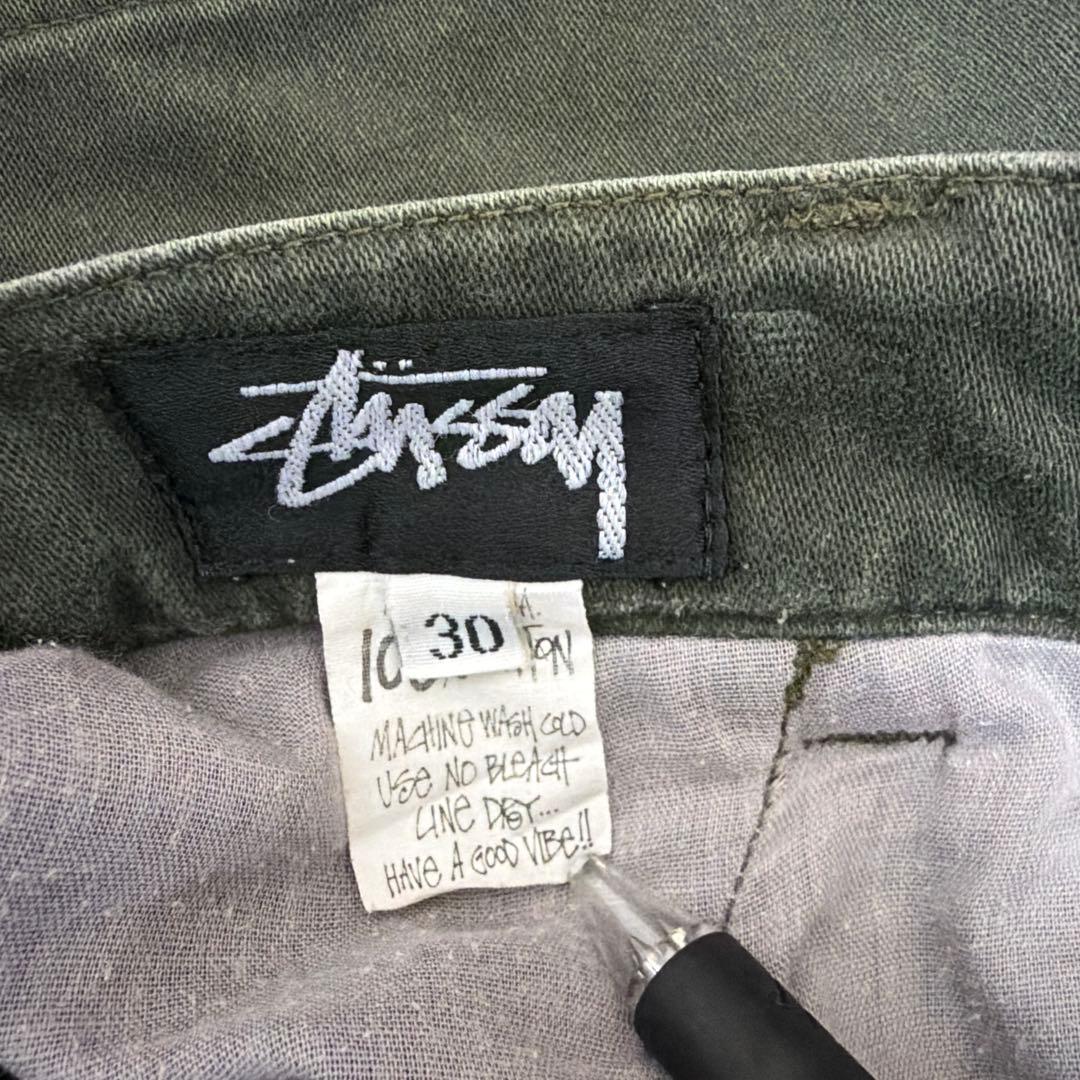 Stüssy
30
MACHINE WASH COLD
USE NO BLEACH
LINE DRY...
HAVE A GOOD VIBE!!